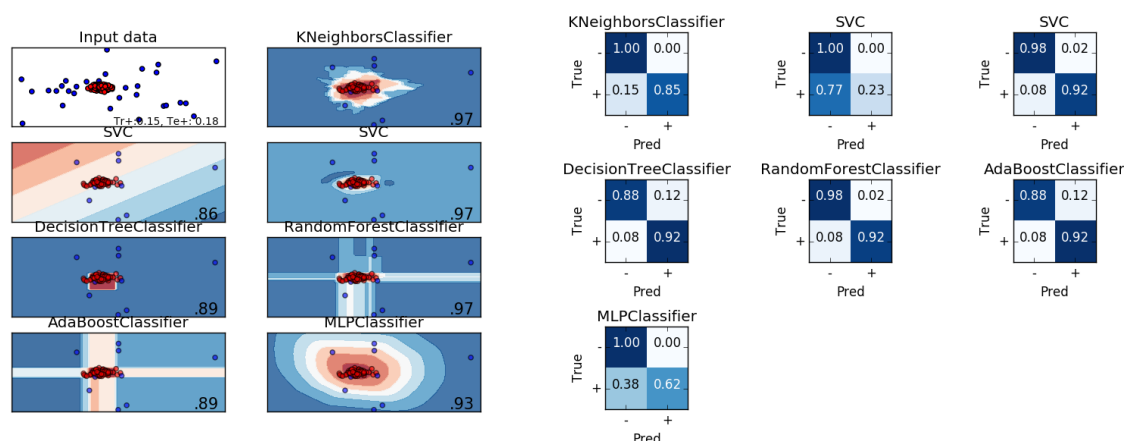 Input data
Tr+:0.15, Te+: 0.18
KNeighborsClassifier
.97
SVC
.86
SVC
.97
DecisionTreeClassifier
.89
RandomForestClassifier
.97
AdaBoostClassifier
.89
MLPClassifier
.93
KNeighborsClassifier
True
- 1.00 0.00
+ 0.15 0.85
- +
Pred
SVC
True
- 1.00 0.00
+ 0.77 0.23
- +
Pred
SVC
True
- 0.98 0.02
+ 0.08 0.92
- +
Pred
DecisionTreeClassifier
True
- 0.88 0.12
+ 0.08 0.92
- +
Pred
RandomForestClassifier
True
- 0.98 0.02
+ 0.08 0.92
- +
Pred
AdaBoostClassifier
True
- 0.88 0.12
+ 0.08 0.92
- +
Pred
MLPClassifier
True
- 1.00 0.00
+ 0.38 0.62
- +
Pred